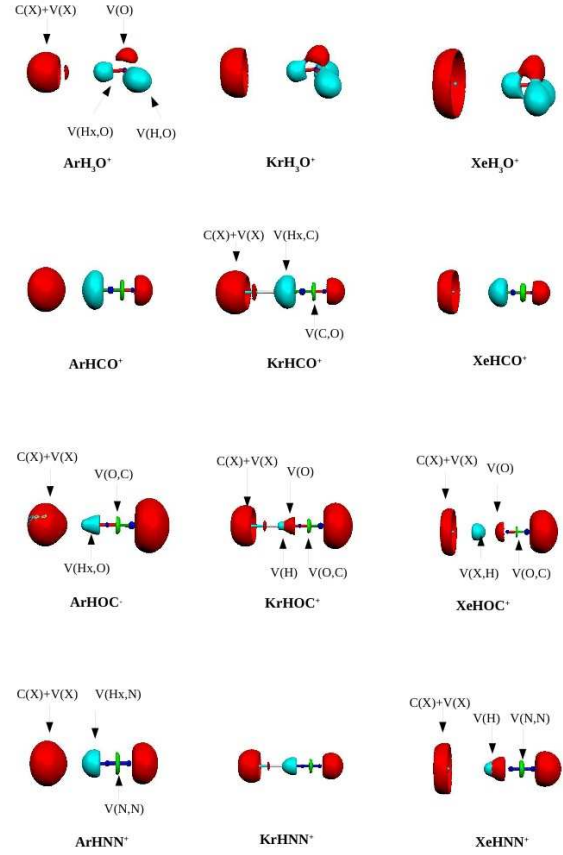 C(X)+V(X) V(O)
V(Hx,O) V(H,O)
ArH₃O⁺ KrH₃O⁺ XeH₃O⁺
C(X)+V(X) V(Hx,C)
V(C,O)
ArHCO⁺ KrHCO⁺ XeHCO⁺
C(X)+V(X) V(O,C) C(X)+V(X) V(O) C(X)+V(X) V(O)
V(Hx,O) V(H) V(O,C) V(X,H) V(O,C)
ArHOC⁺ KrHOC⁺ XeHOC⁺
C(X)+V(X) V(Hx,N) C(X)+V(X) V(H) V(N,N)
V(N,N)
ArHNN⁺ KrHNN⁺ XeHNN⁺